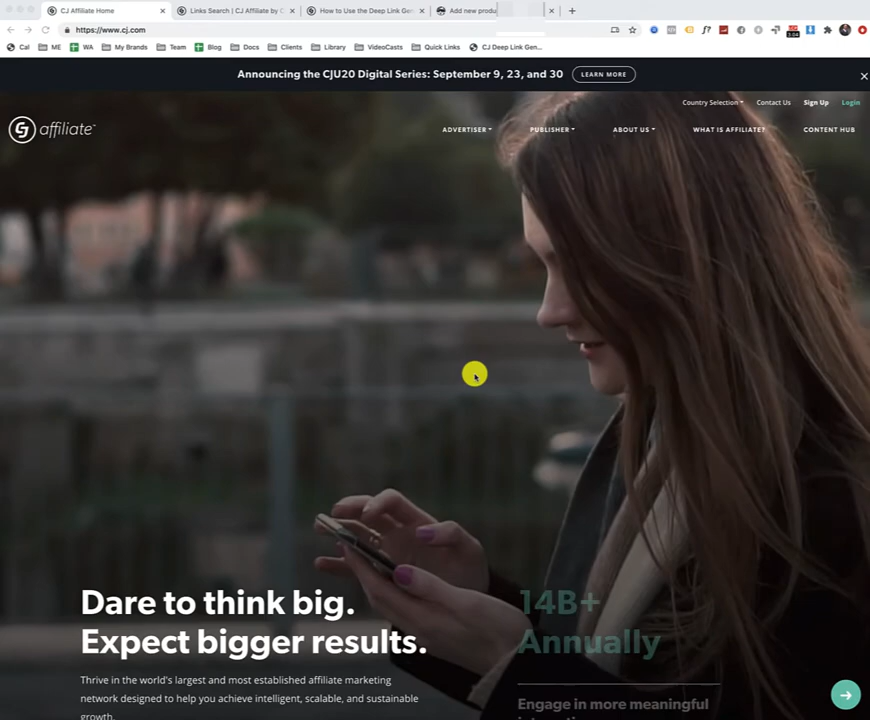 CJ Affiliate Home
Links Search | CJ Affiliate by C
How to Use the Deep Link Gen
Add new produ
https://www.cj.com
3:04
Cal ME WA My Brands Team Blog Docs Clients Library VideoCasts Quick Links CJ Deep Link Gen...
Announcing the CJU20 Digital Series: September 9, 23, and 30 LEARN MORE
Country Selection Contact Us Sign Up Login
CJ affiliate
ADVERTISER PUBLISHER ABOUT US WHAT IS AFFILIATE? CONTENT HUB
Dare to think big.
Expect bigger results.
Thrive in the world's largest and most established affiliate marketing
network designed to help you achieve intelligent, scalable, and sustainable
growth.
14B+
Annually
Engage in more meaningful